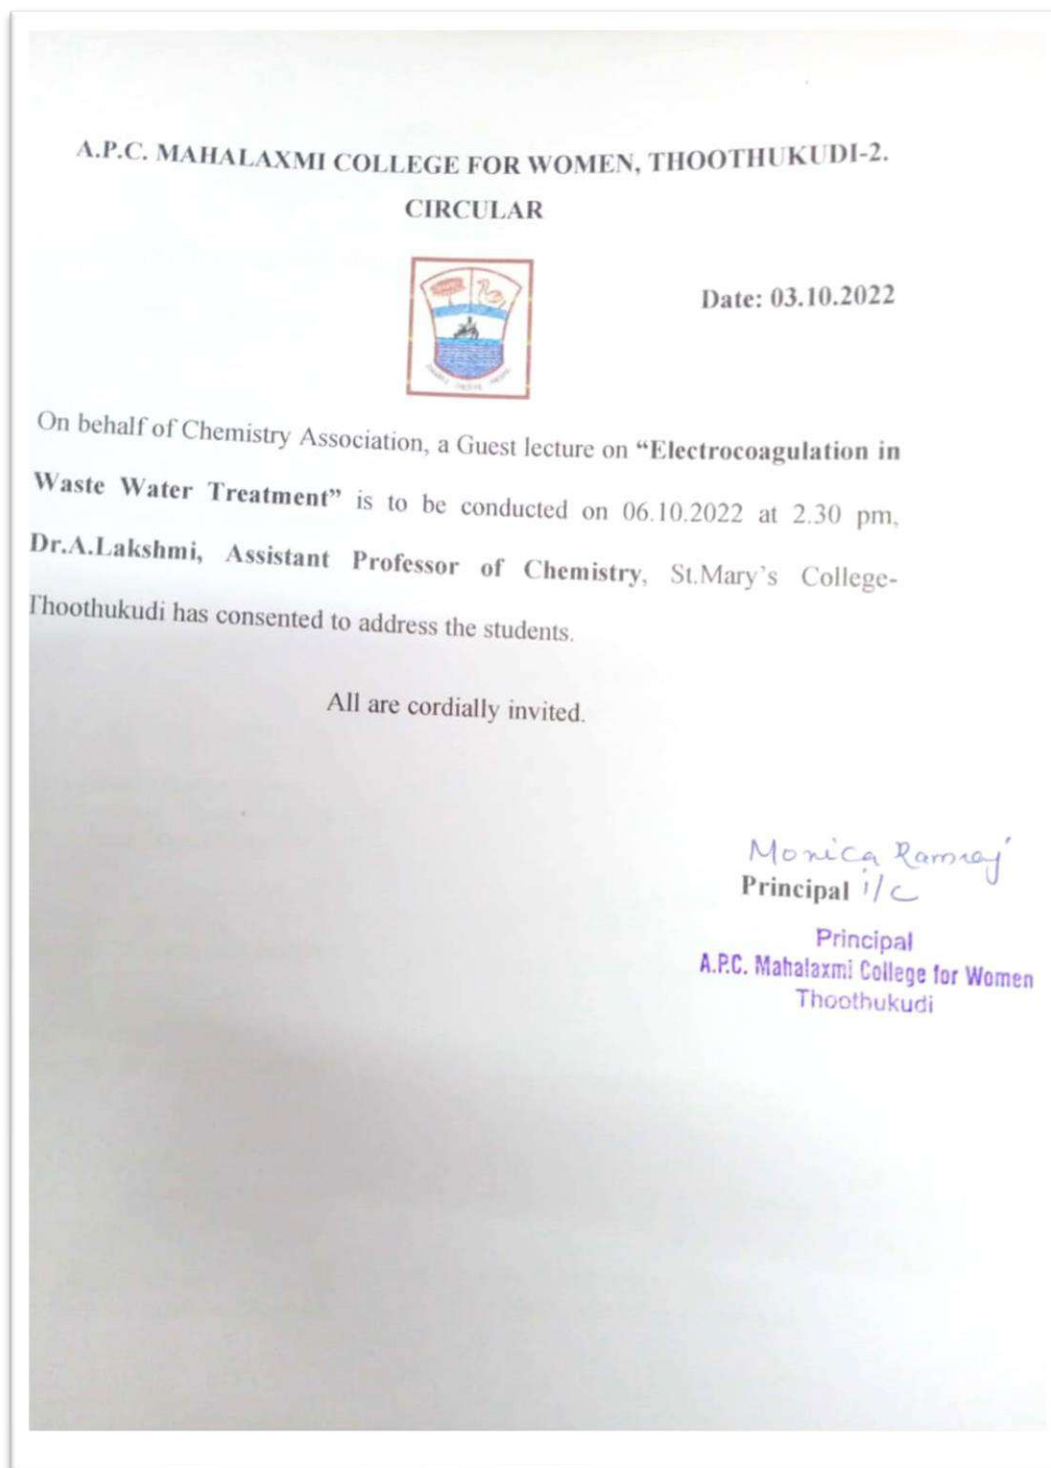 A.P.C. MAHALAXMI COLLEGE FOR WOMEN, THOOTHUKUDI-2.
CIRCULAR
Date: 03.10.2022
On behalf of Chemistry Association, a Guest lecture on “Electrocoagulation in
Waste Water Treatment” is to be conducted on 06.10.2022 at 2.30 pm,
Dr.A.Lakshmi, Assistant Professor of Chemistry, St.Mary’s College-
Thoothukudi has consented to address the students.
All are cordially invited.
Monica Ramraj
Principal i/c
Principal
A.P.C. Mahalaxmi College for Women
Thoothukudi